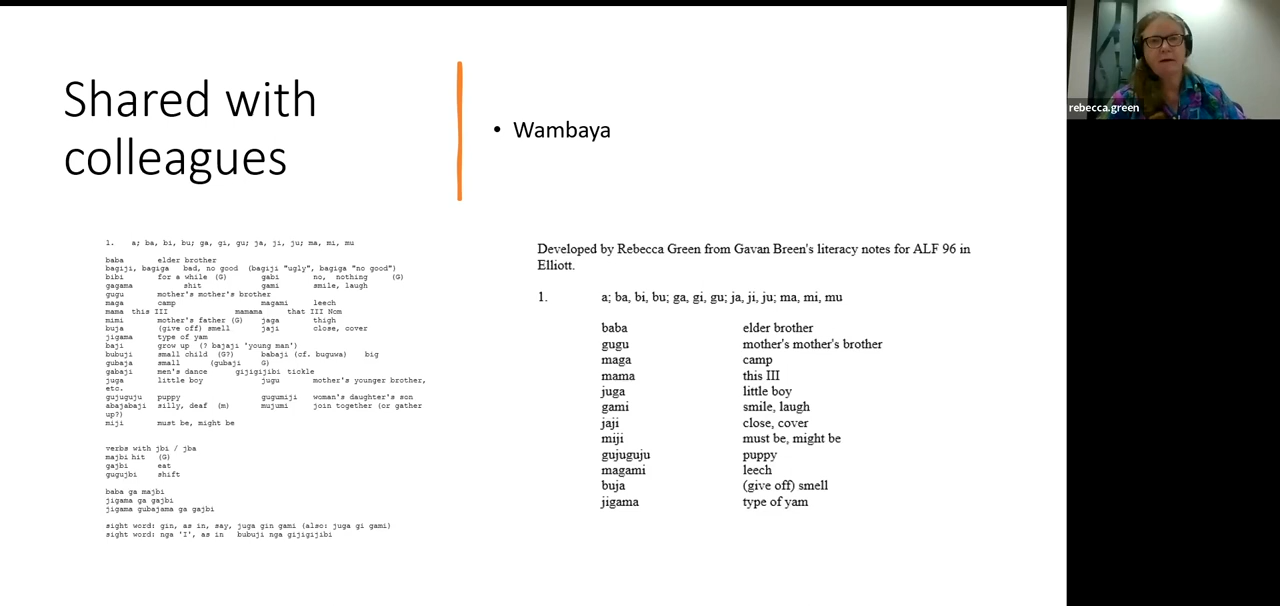 Shared with
colleagues
• Wambaya
1. a; ba, bi, bu; ga, gi, gu; ja, ji, ju; ma, mi, mu
baba elder brother
bagiji, bagiga bad, no good (bagiji "ugly", bagiga "no good")
bibi for a while (G) gabi no, nothing (G)
gagama shit gami smile, laugh
gugu mother's mother's brother
maga camp magami leech
mama this III mamama that III Nom
mimi mother's father (G) jaga thigh
buja (give off) smell jaji close, cover
jigama type of yam
baji grow up (? bajaji 'young man')
bubuji small child (G?) babaji (cf. buguwa) big
gubaja small (gubaji G)
gabaji men's dance gijigijibi tickle
juga little boy jugu mother's younger brother,
etc.
gujuguju puppy gugumiji woman's daughter's son
abajabaji silly, deaf (m) mujumi join together (or gather
up?)
miji must be, might be
verbs with jbi / jba
majbi hit (G)
gajbi eat
gugujbi shift
baba ga majbi
jigama ga gajbi
jigama gubajama ga gajbi
sight word: gin, as in, say, juga gin gami (also: juga gi gami)
sight word: nga 'I', as in bubuji nga gijigijibi
Developed by Rebecca Green from Gavan Breen's literacy notes for ALF 96 in
Elliott.
1. a; ba, bi, bu; ga, gi, gu; ja, ji, ju; ma, mi, mu
baba elder brother
gugu mother's mother's brother
maga camp
mama this III
juga little boy
gami smile, laugh
jaji close, cover
miji must be, might be
gujuguju puppy
magami leech
buja (give off) smell
jigama type of yam
rebecca.green